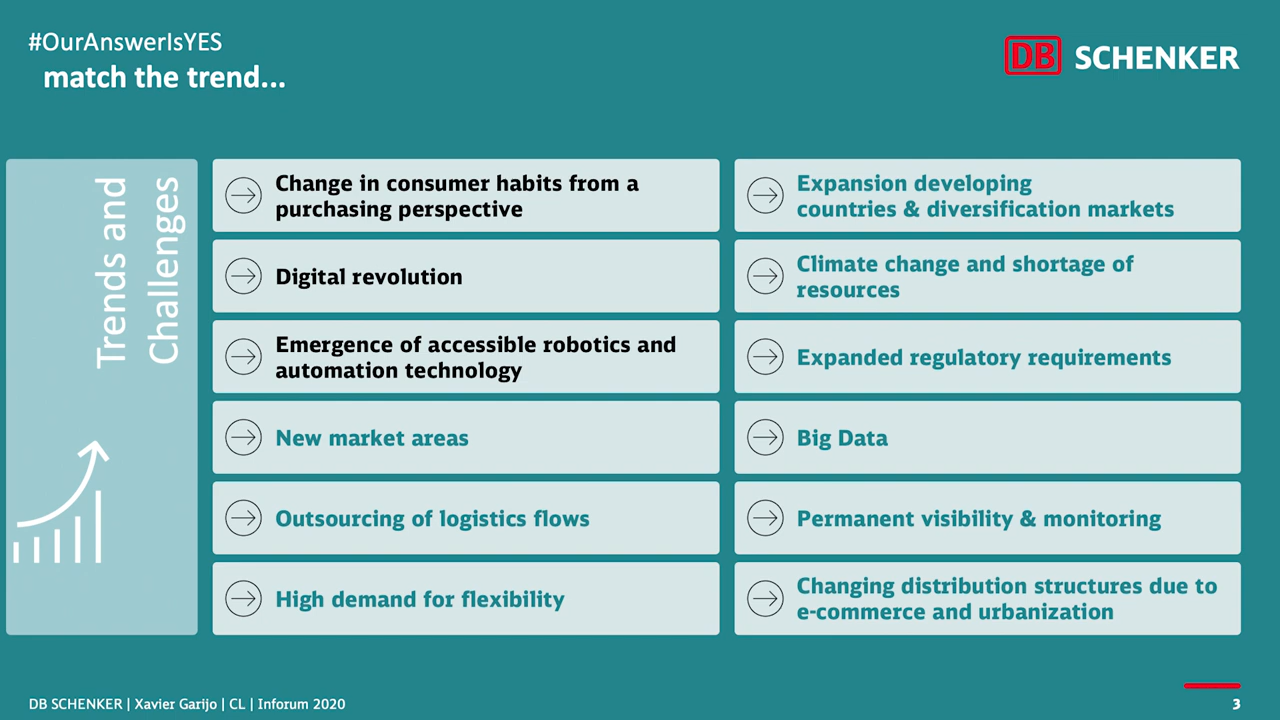 #OurAnswerIsYES
match the trend...
DB SCHENKER
Trends and
Challenges
Change in consumer habits from a
purchasing perspective
Digital revolution
Emergence of accessible robotics and
automation technology
New market areas
Outsourcing of logistics flows
High demand for flexibility
Expansion developing
countries & diversification markets
Climate change and shortage of
resources
Expanded regulatory requirements
Big Data
Permanent visibility & monitoring
Changing distribution structures due to
e-commerce and urbanization
DB SCHENKER | Xavier Garijo | CL | Inforum 2020
3